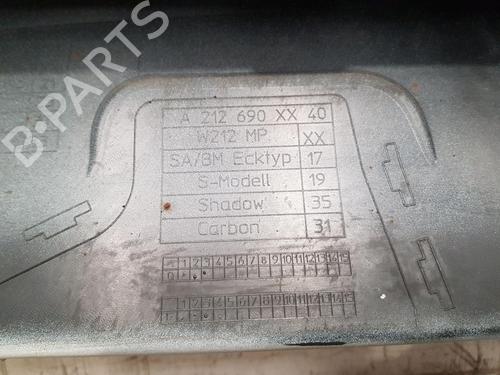 A 212 690 XX 40
W212 MP XX
SA/BM Ecktyp 17
S-Modell 19
Shadow 35
Carbon 31
1 2 3 4 5 6 7 8 9 10 11 12 13 14 15
0
1 2 3 4 5 6 7 8 9 10 11 12 13 14 15
B-PARTS